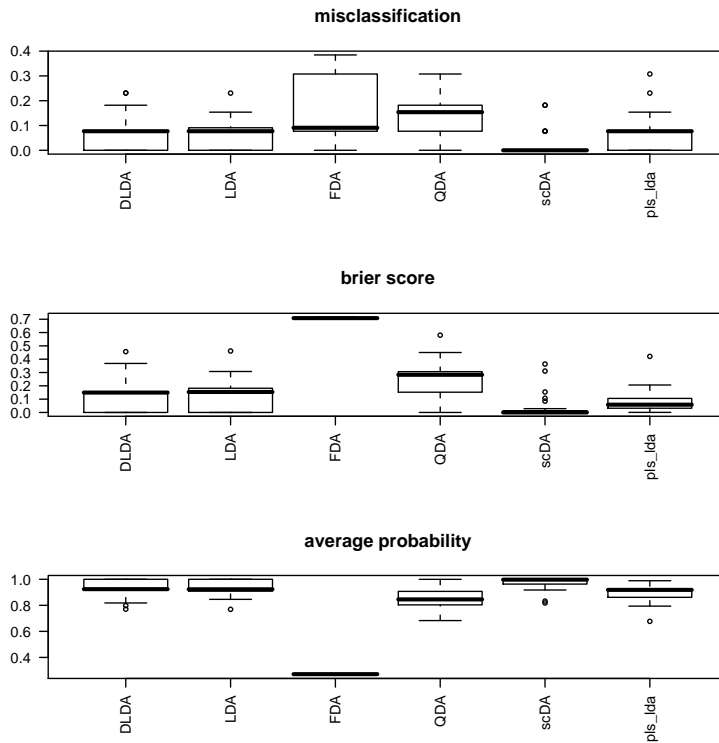 misclassification
0.4
0.3
0.2
0.1
0.0
DLDA
LDA
FDA
QDA
scDA
pls_lda
brier score
0.7
0.6
0.5
0.4
0.3
0.2
0.1
0.0
DLDA
LDA
FDA
QDA
scDA
pls_lda
average probability
1.0
0.8
0.6
0.4
DLDA
LDA
FDA
QDA
scDA
pls_lda